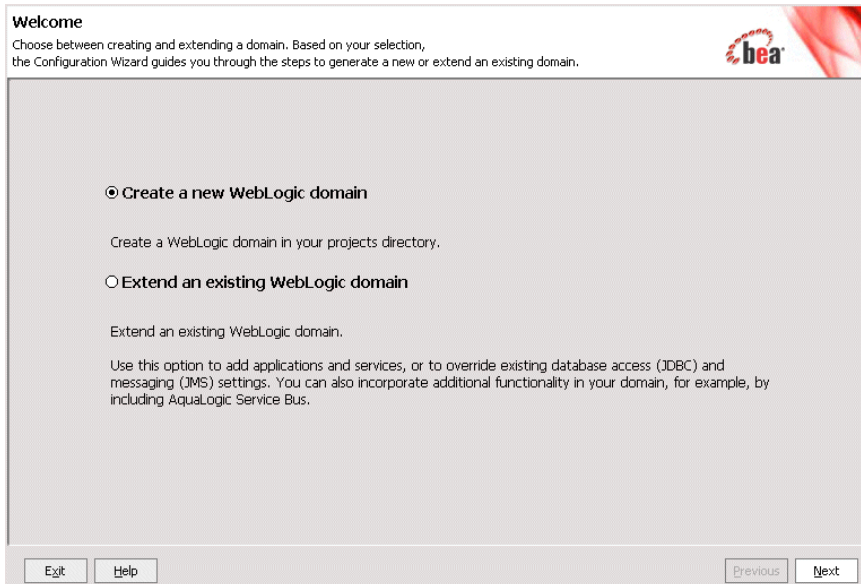 Welcome
Choose between creating and extending a domain. Based on your selection,
the Configuration Wizard guides you through the steps to generate a new or extend an existing domain.
bea
Create a new WebLogic domain
Create a WebLogic domain in your projects directory.
Extend an existing WebLogic domain
Extend an existing WebLogic domain.
Use this option to add applications and services, or to override existing database access (JDBC) and
messaging (JMS) settings. You can also incorporate additional functionality in your domain, for example, by
including AquaLogic Service Bus.
Exit Help Previous Next